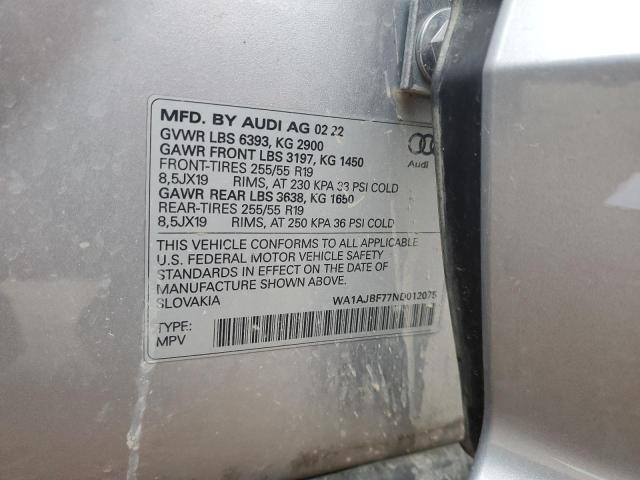 MFD. BY AUDI AG 02 22
GVWR LBS 6393, KG 2900
GAWR FRONT LBS 3197, KG 1450
FRONT-TIRES 255/55 R19
8,5JX19 RIMS, AT 230 KPA 33 PSI COLD
GAWR REAR LBS 3638, KG 1650
REAR-TIRES 255/55 R19
8,5JX19 RIMS, AT 250 KPA 36 PSI COLD
Audi
THIS VEHICLE CONFORMS TO ALL APPLICABLE
U.S. FEDERAL MOTOR VEHICLE SAFETY
STANDARDS IN EFFECT ON THE DATE OF
MANUFACTURE SHOWN ABOVE.
SLOVAKIA WA1AJBF77ND012075
TYPE:
MPV